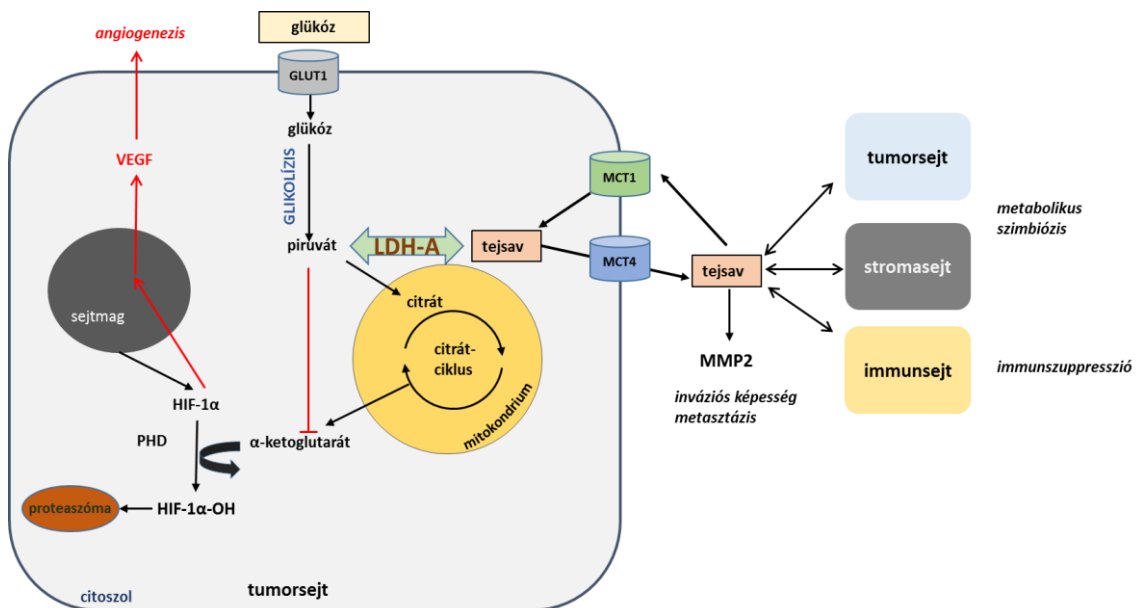 angiogenezis
glükóz
GLUT1
glükóz
VEGF
GLIKOLÍZIS
MCT1
tumorsejt
metabolikus
szimbiózis
piruvát
LDH-A
tejsav
MCT4
tejsav
stromasejt
sejtmag
citrát
citrát-
ciklus
mitokondrium
MMP2
inváziós képesség
metasztázis
immunsejt
immunszuppresszió
HIF-1α
PHD
α-ketoglutarát
proteaszóma
HIF-1α-OH
citoszol
tumorsejt